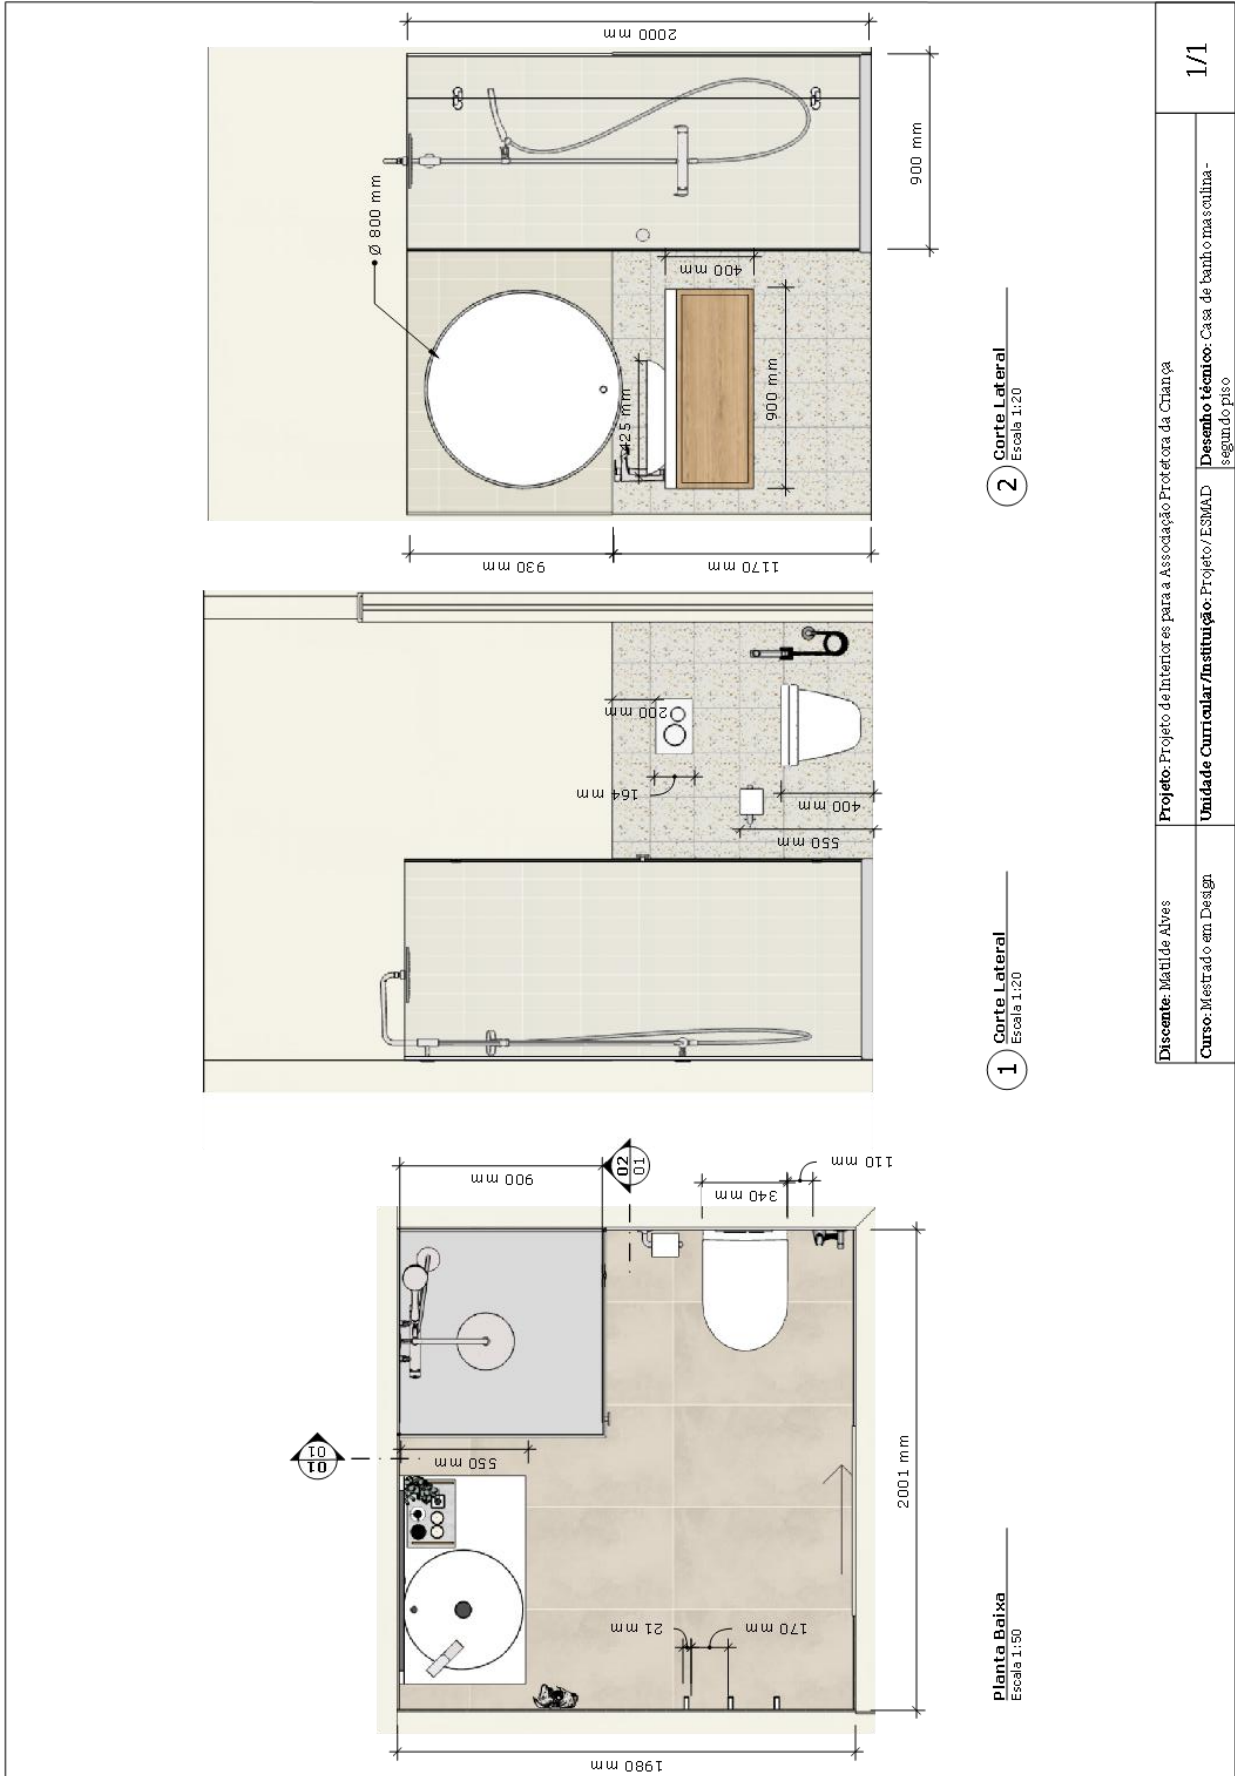 1980 mm
01
01
550 mm
21 mm
170 mm
2001 mm
900 mm
02
01
340 mm
110 mm
Planta Baixa
Escala 1:50
200 mm
164 mm
400 mm
550 mm
1
Corte Lateral
Escala 1:20
930 mm
1170 mm
Ø 800 mm
425 mm
900 mm
400 mm
2000 mm
900 mm
2
Corte Lateral
Escala 1:20
Discente: Matilde Alves
Curso: Mestrado em Design
Projeto: Projeto de Interiores para a Associação Protetora da Criança
Unidade Curricular/Instituição: Projeto/ ESMAD
Desenho técnico: Casa de banho masculina-
segundo piso
1/1